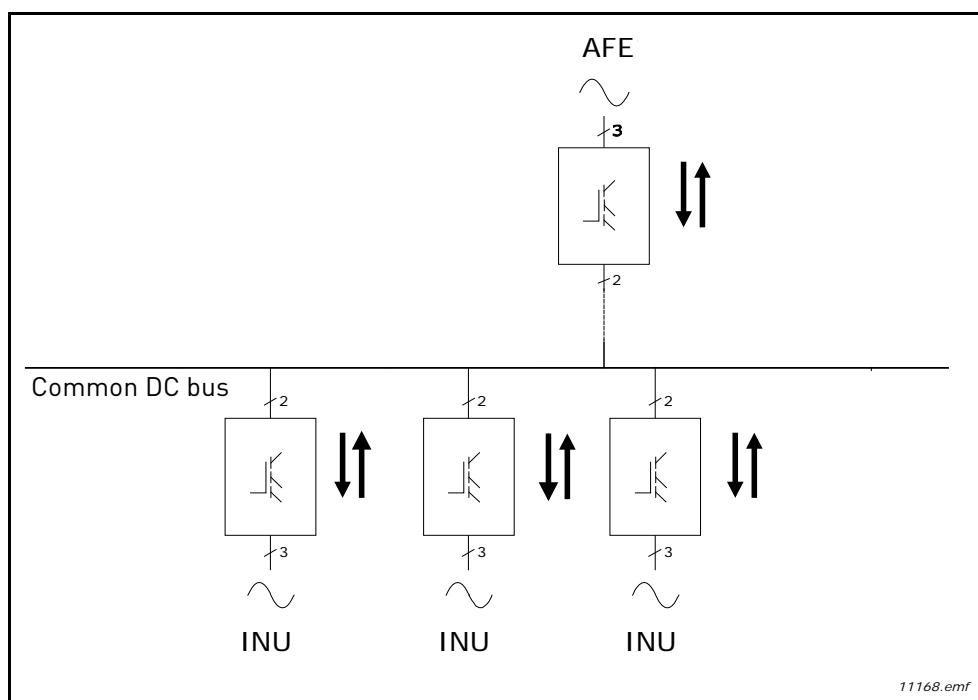 AFE
3
2
Common DC bus
2 2 2
3 3 3
INU INU INU
11168.emf